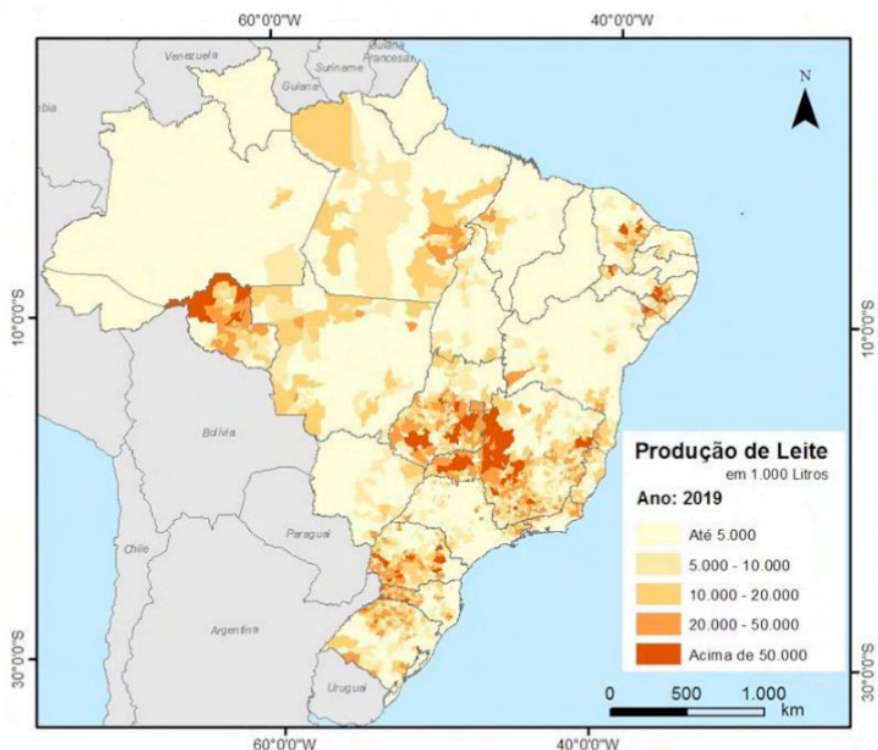 60°0'0"W 40°0'0"W
Venezuela
Suriname
Guiana
Francesa
Guiana
bia
N
10°0'0"S 10°0'0"S
Bolívia
Paraguai
Chile
Argentina
Uruguai
30°0'0"S 30°0'0"S
Produção de Leite
em 1.000 Litros
Ano: 2019
Até 5.000
5.000 - 10.000
10.000 - 20.000
20.000 - 50.000
Acima de 50.000
0 500 1.000
km
60°0'0"W 40°0'0"W